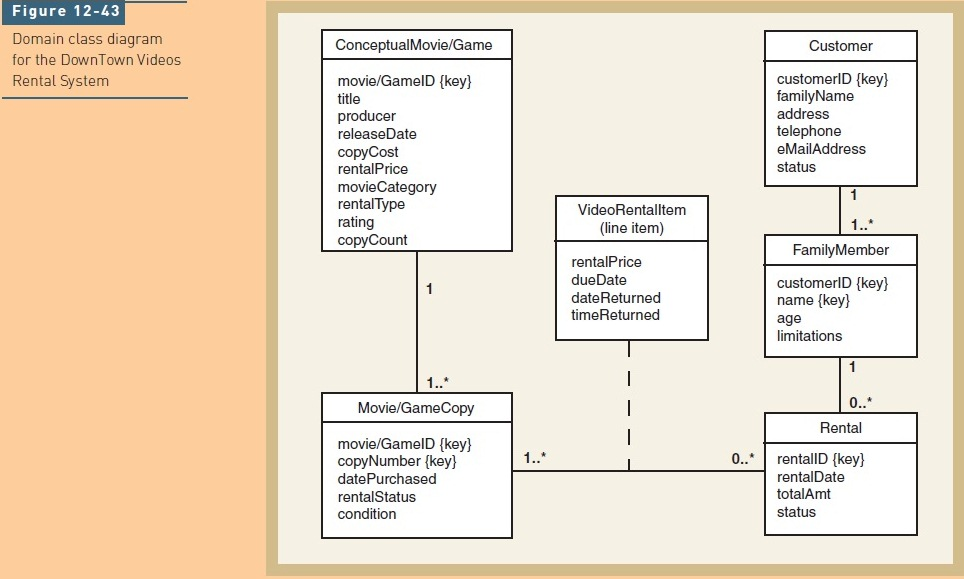 Figure 12-43
Domain class diagram
for the DownTown Videos
Rental System
ConceptualMovie/Game
movie/GameID {key}
title
producer
releaseDate
copyCost
rentalPrice
movieCategory
rentalType
rating
copyCount
1
1..*
Movie/GameCopy
movie/GameID {key}
copyNumber {key}
datePurchased
rentalStatus
condition
1..*
0..*
VideoRentalItem
(line item)
rentalPrice
dueDate
dateReturned
timeReturned
Customer
customerID {key}
familyName
address
telephone
eMailAddress
status
1
1..*
FamilyMember
customerID {key}
name {key}
age
limitations
1
0..*
Rental
rentalID {key}
rentalDate
totalAmt
status